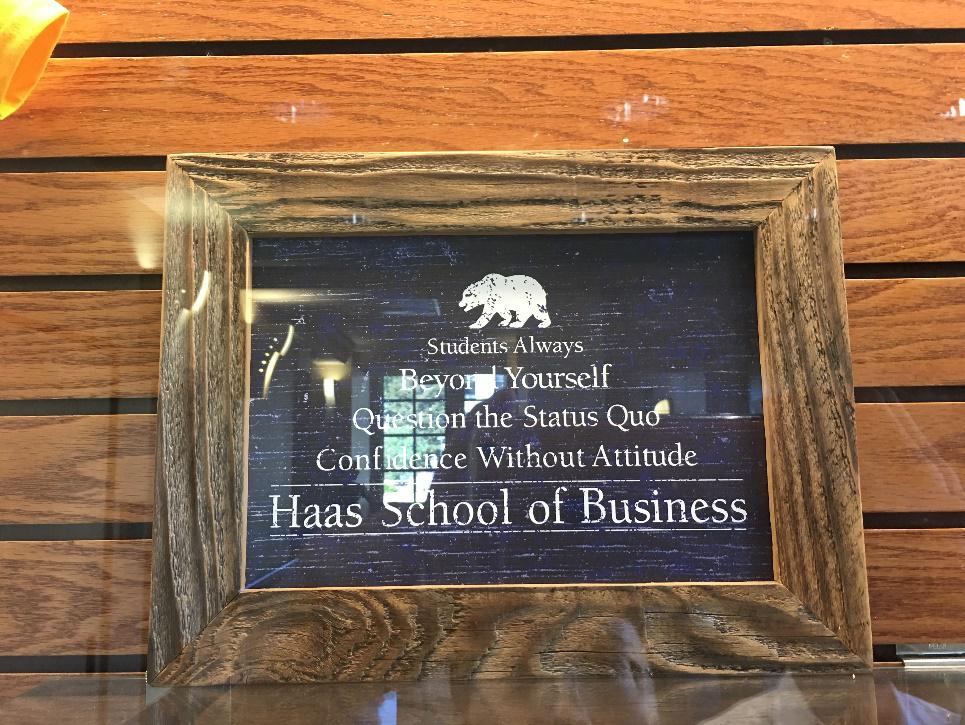 Students Always
Beyond Yourself
Question the Status Quo
Confidence Without Attitude
Haas School of Business